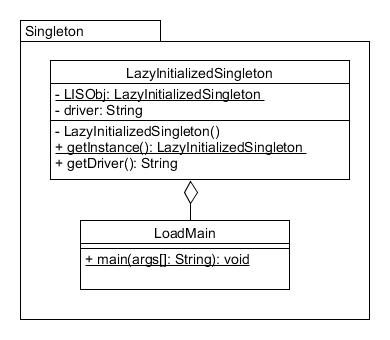 Singleton
LazyInitializedSingleton
- LISObj: LazyInitializedSingleton
- driver: String
- LazyInitializedSingleton()
+ getInstance(): LazyInitializedSingleton
+ getDriver(): String
LoadMain
+ main(args[]: String): void